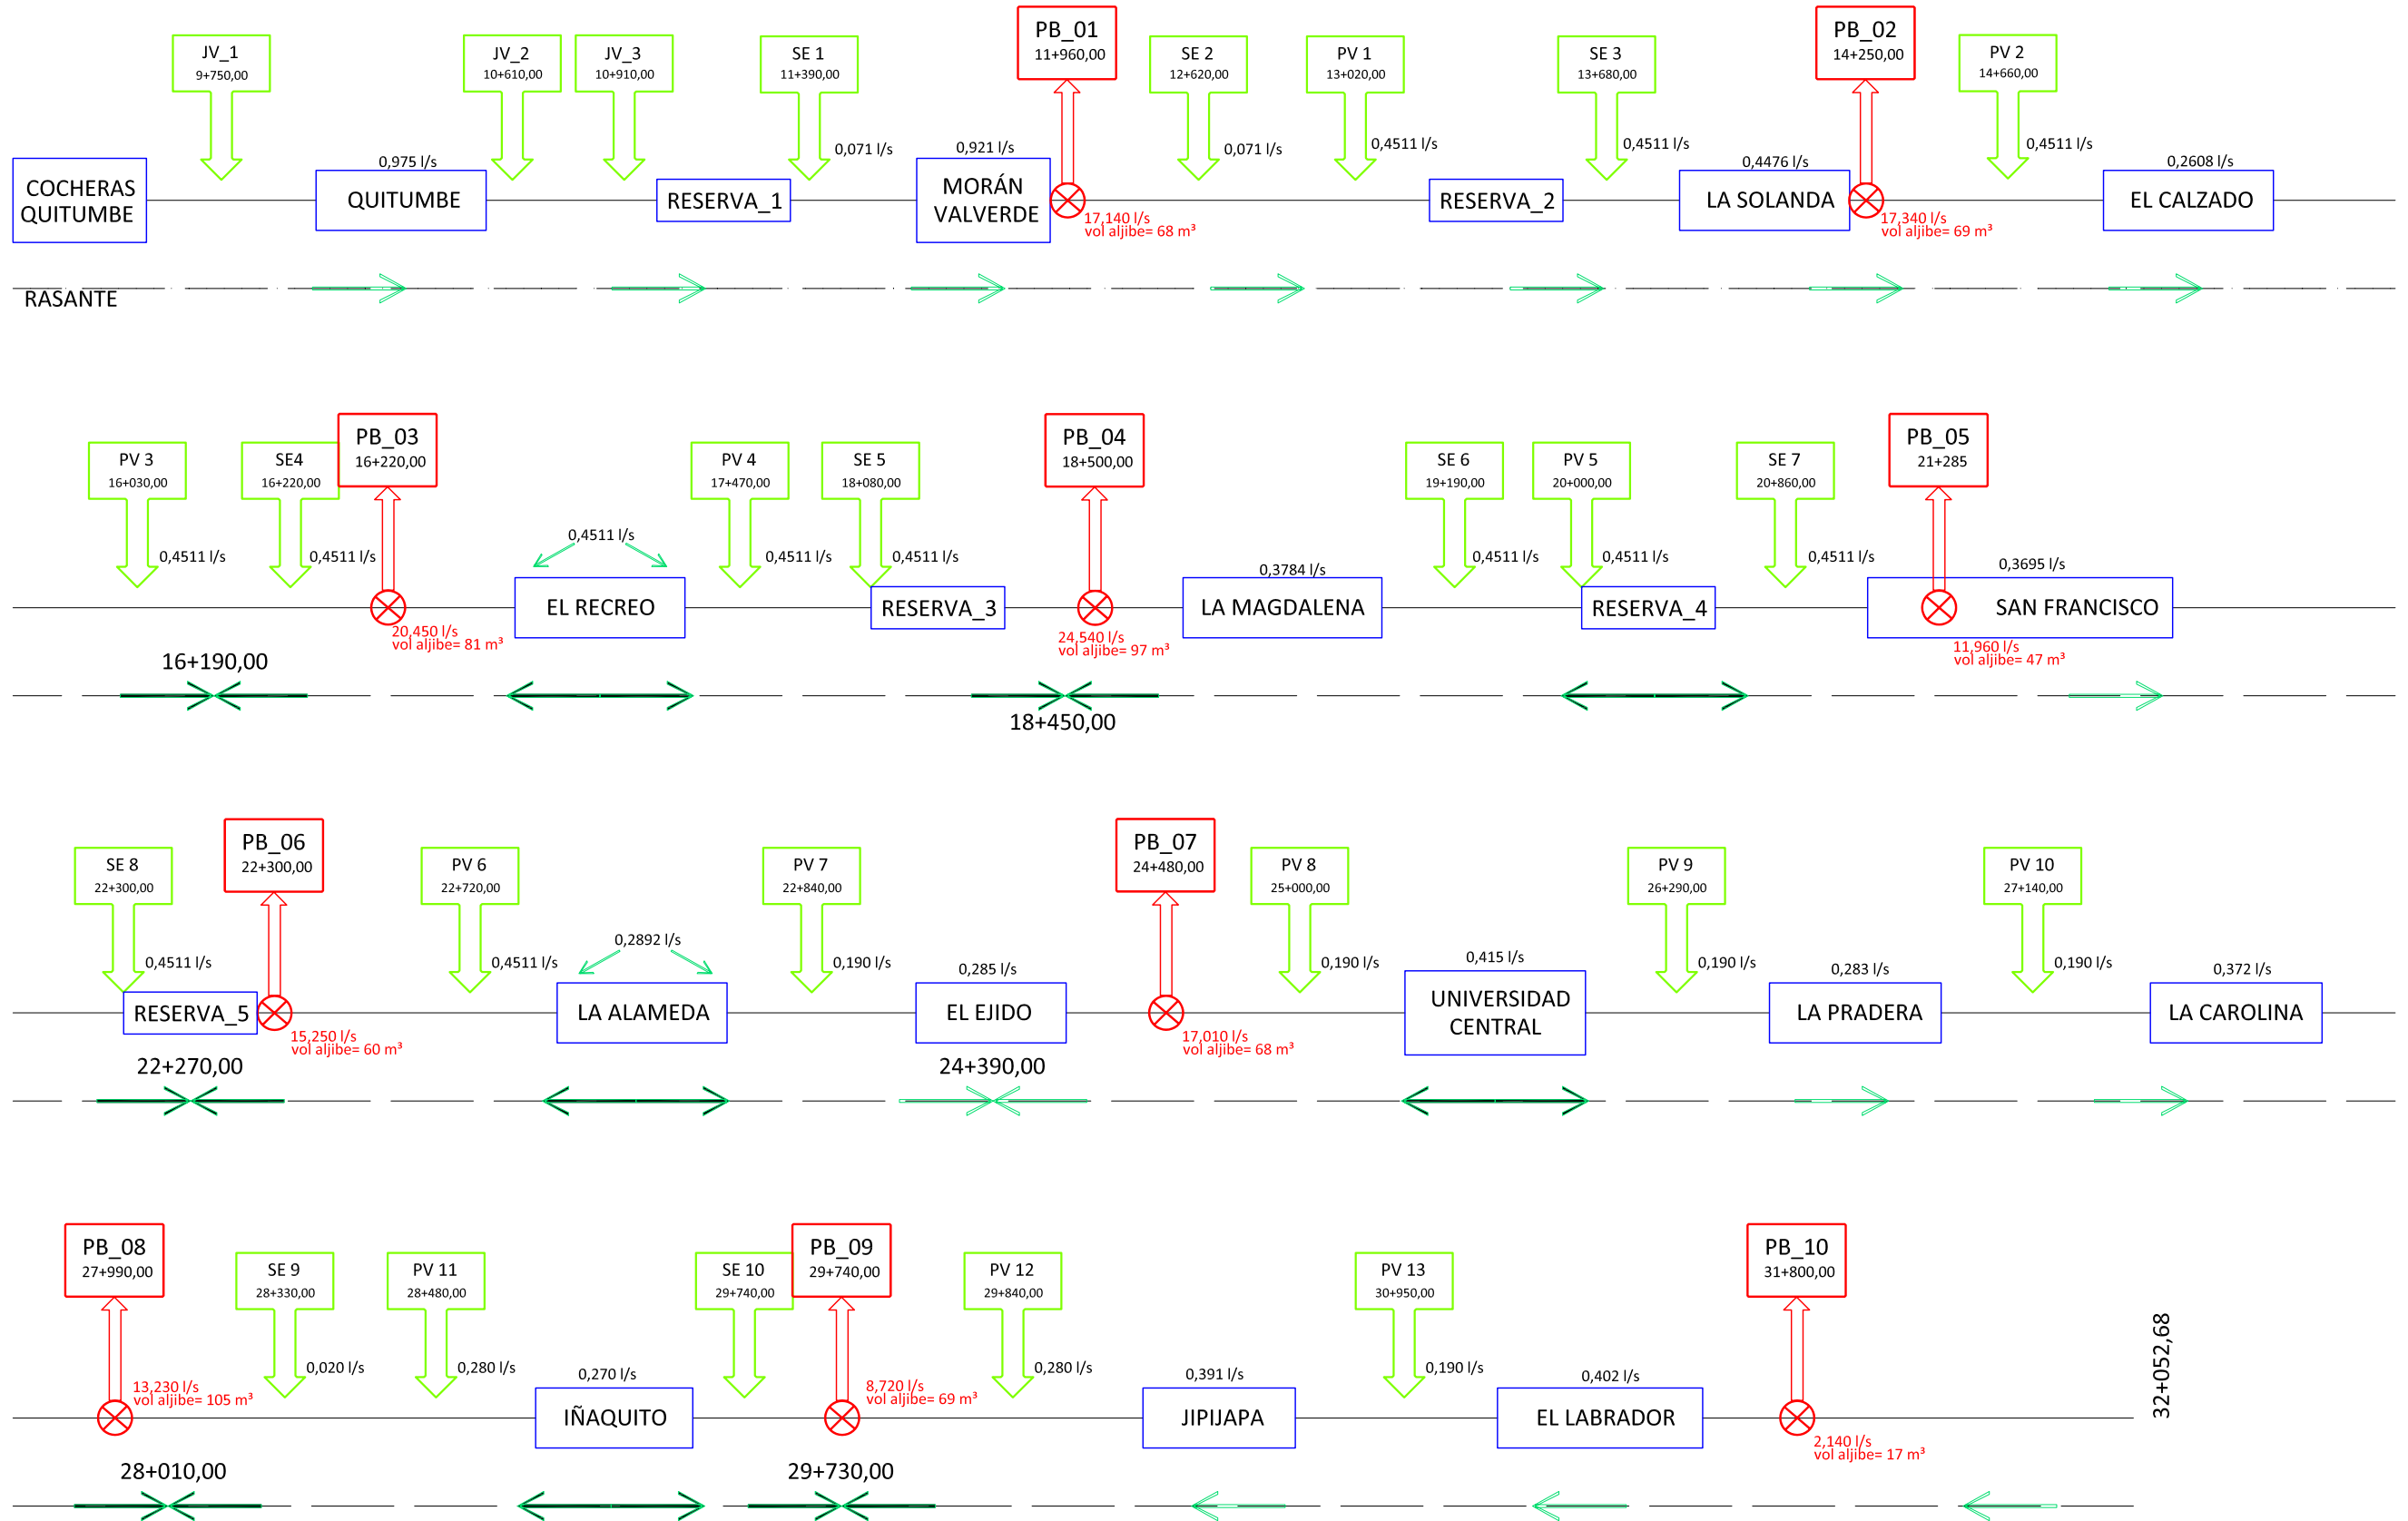 JV_1
9+750,00
JV_2
10+610,00
JV_3
10+910,00
SE 1
11+390,00
PB_01
11+960,00
SE 2
12+620,00
PV 1
13+020,00
SE 3
13+680,00
PB_02
14+250,00
PV 2
14+660,00
COCHERAS
QUITUMBE
0,975 l/s
QUITUMBE
RESERVA_1
0,071 l/s
0,921 l/s
MORÁN
VALVERDE
17,140 l/s
vol aljibe= 68 m³
0,071 l/s
0,4511 l/s
RESERVA_2
0,4511 l/s
0,4476 l/s
LA SOLANDA
17,340 l/s
vol aljibe= 69 m³
0,4511 l/s
0,2608 l/s
EL CALZADO
RASANTE
PV 3
16+030,00
SE4
16+220,00
PB_03
16+220,00
PV 4
17+470,00
SE 5
18+080,00
PB_04
18+500,00
SE 6
19+190,00
PV 5
20+000,00
SE 7
20+860,00
PB_05
21+285
0,4511 l/s
0,4511 l/s
20,450 l/s
vol aljibe= 81 m³
0,4511 l/s
EL RECREO
0,4511 l/s
0,4511 l/s
RESERVA_3
24,540 l/s
vol aljibe= 97 m³
0,3784 l/s
LA MAGDALENA
0,4511 l/s
0,4511 l/s
RESERVA_4
0,4511 l/s
0,3695 l/s
SAN FRANCISCO
11,960 l/s
vol aljibe= 47 m³
16+190,00
18+450,00
SE 8
22+300,00
PB_06
22+300,00
PV 6
22+720,00
PV 7
22+840,00
PB_07
24+480,00
PV 8
25+000,00
PV 9
26+290,00
PV 10
27+140,00
0,4511 l/s
RESERVA_5
15,250 l/s
vol aljibe= 60 m³
0,4511 l/s
0,2892 l/s
LA ALAMEDA
0,190 l/s
0,285 l/s
EL EJIDO
17,010 l/s
vol aljibe= 68 m³
0,190 l/s
0,415 l/s
UNIVERSIDAD
CENTRAL
0,190 l/s
0,283 l/s
LA PRADERA
0,190 l/s
0,372 l/s
LA CAROLINA
22+270,00
24+390,00
PB_08
27+990,00
SE 9
28+330,00
PV 11
28+480,00
SE 10
29+740,00
PB_09
29+740,00
PV 12
29+840,00
PV 13
30+950,00
PB_10
31+800,00
13,230 l/s
vol aljibe= 105 m³
0,020 l/s
0,280 l/s
0,270 l/s
IÑAQUITO
8,720 l/s
vol aljibe= 69 m³
0,280 l/s
0,391 l/s
JIPIJAPA
0,190 l/s
0,402 l/s
EL LABRADOR
2,140 l/s
vol aljibe= 17 m³
32+052,68
28+010,00
29+730,00